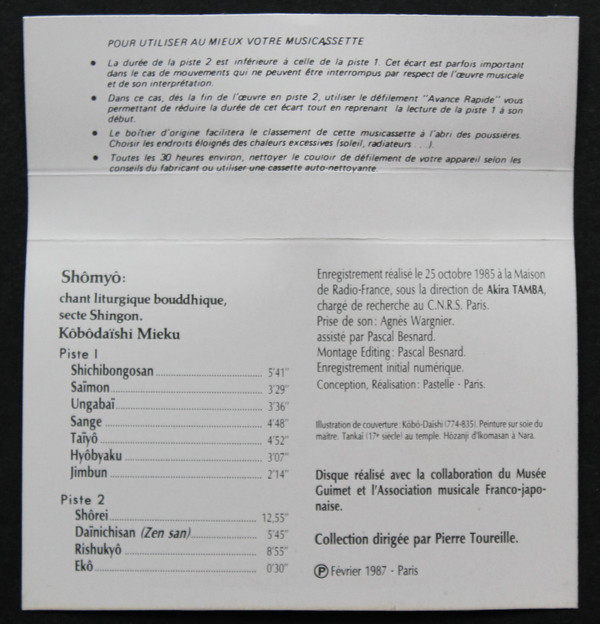 POUR UTILISER AU MIEUX VOTRE MUSICASSETTE
• La durée de la piste 2 est inférieure à celle de la piste 1. Cet écart est parfois important
dans le cas de mouvements qui ne peuvent être interrompus par respect de l'œuvre musicale
et de son interprétation.
• Dans ce cas, dès la fin de l'œuvre en piste 2, utiliser le défilement "Avance Rapide" vous
permettant de réduire la durée de cet écart tout en reprenant la lecture de la piste 1 à son
début.
• Le boîtier d'origine facilitera le classement de cette musicassette à l'abri des poussières.
Choisir les endroits éloignés des chaleurs excessives (soleil, radiateurs . . .).
• Toutes les 30 heures environ, nettoyer le couloir de défilement de votre appareil selon les
conseils du fabricant ou utiliser une cassette auto-nettoyante.
Shômyô:
chant liturgique bouddhique,
secte Shingon.
Kôbôdaïshi Mieku
Piste 1
Shichibongosan 5'41"
Saïmon 3'29"
Ungabaï 3'36"
Sange 4'48"
Taïyô 4'52"
Hyôbyaku 3'07"
Jimbun 2'14"
Piste 2
Shôrei 12,55"
Daïnichisan (Zen san) 5'45"
Rishukyô 8'55"
Ekô 0'30"
Enregistrement réalisé le 25 octobre 1985 à la Maison
de Radio-France, sous la direction de Akira TAMBA,
chargé de recherche au C.N.R.S. Paris.
Prise de son: Agnès Wargnier.
assisté par Pascal Besnard.
Montage Editing: Pascal Besnard.
Enregistrement initial numérique.
Conception, Réalisation: Pastelle - Paris.
Illustration de couverture: Kôbô-Daïshi (774-835). Peinture sur soie du
maître. Tankaï (17e siècle) au temple. Hôzanji d'Ikomasan à Nara.
Disque réalisé avec la collaboration du Musée
Guimet et l'Association musicale Franco-japo-
naise.
Collection dirigée par Pierre Toureille.
℗ Février 1987 - Paris